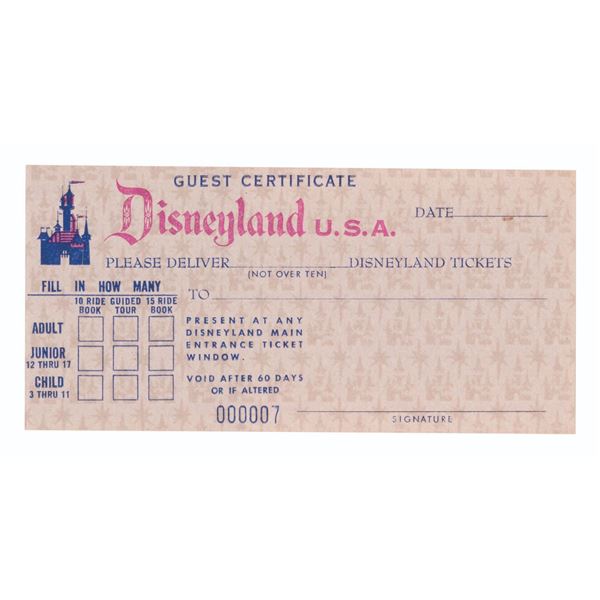 GUEST CERTIFICATE
Disneyland U.S.A.
DATE
PLEASE DELIVER (NOT OVER TEN) DISNEYLAND TICKETS
TO
FILL IN HOW MANY
10 RIDE BOOK GUIDED TOUR 15 RIDE BOOK
ADULT
JUNIOR
12 THRU 17
CHILD
3 THRU 11
PRESENT AT ANY
DISNEYLAND MAIN
ENTRANCE TICKET
WINDOW.
VOID AFTER 60 DAYS
OR IF ALTERED
000007
SIGNATURE